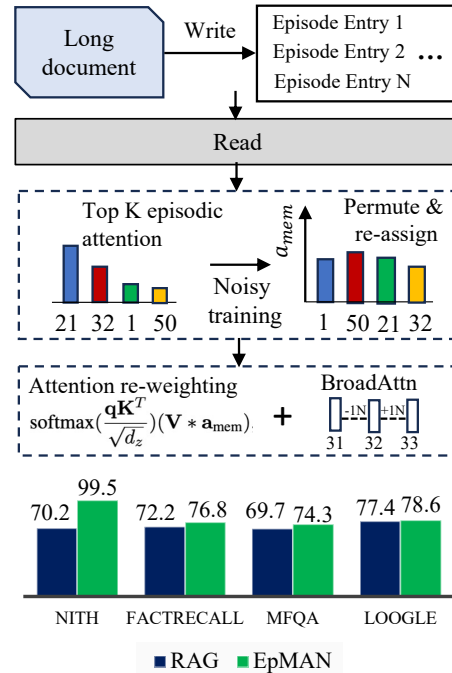 Long
document
Write
Episode Entry 1
Episode Entry 2 ...
Episode Entry N
Read
Top K episodic
attention
21 32 1 50
Noisy
training
a_mem
Permute &
re-assign
1 50 21 32
Attention re-weighting
softmax(qK^T/√d_z)(V * a_mem).
+
BroadAttn
-1N +1N
31 32 33
70.2 99.5 72.2 76.8 69.7 74.3 77.4 78.6
NITH FACTRECALL MFQA LOOGLE
RAG EpMAN